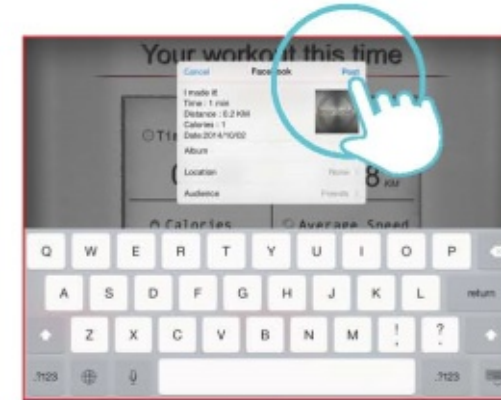 Your workout this time
Cancel Facebook Post
I made it!
Time : 1 min
Distance : 0.2 KM
Calories : 1
Date:2014/10/02
Album
Location None
Audience Friends
8 KM
Calories Average Speed
Q W E R T Y U I O P
A S D F G H J K L return
Z X C V B N M ! , ? .
.?123 .?123